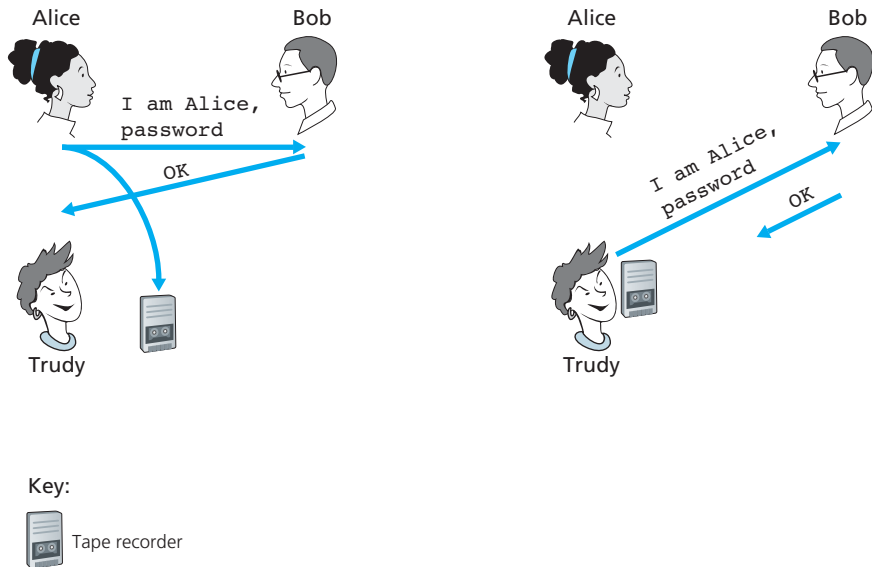 Alice
Bob
I am Alice,
password
OK
Trudy
Alice
Bob
I am Alice,
password
OK
Trudy
Key:
Tape recorder